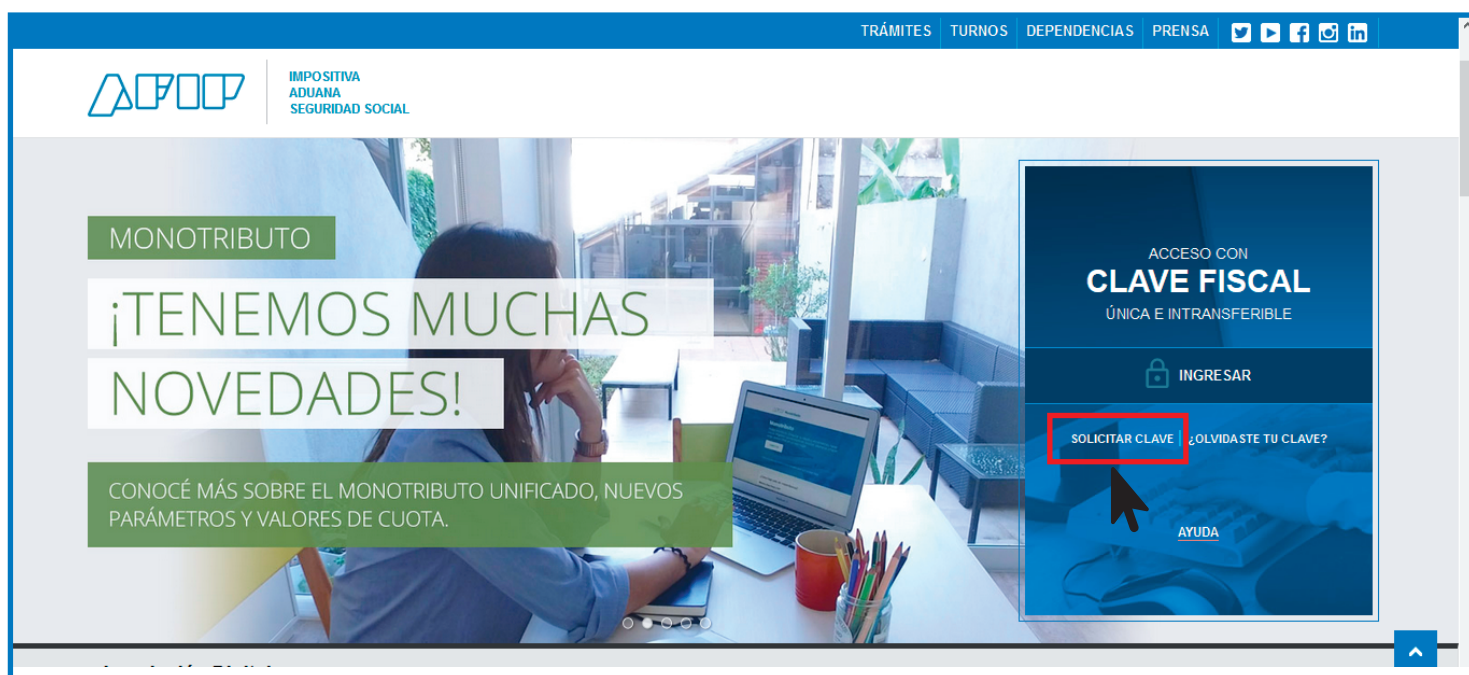 TRÁMITES TURNOS DEPENDENCIAS PRENSA
AFIP
IMPOSITIVA
ADUANA
SEGURIDAD SOCIAL
MONOTRIBUTO
¡TENEMOS MUCHAS
NOVEDADES!
CONOCÉ MÁS SOBRE EL MONOTRIBUTO UNIFICADO, NUEVOS
PARÁMETROS Y VALORES DE CUOTA.
ACCESO CON
CLAVE FISCAL
ÚNICA E INTRANSFERIBLE
INGRESAR
SOLICITAR CLAVE | ¿OLVIDASTE TU CLAVE?
AYUDA